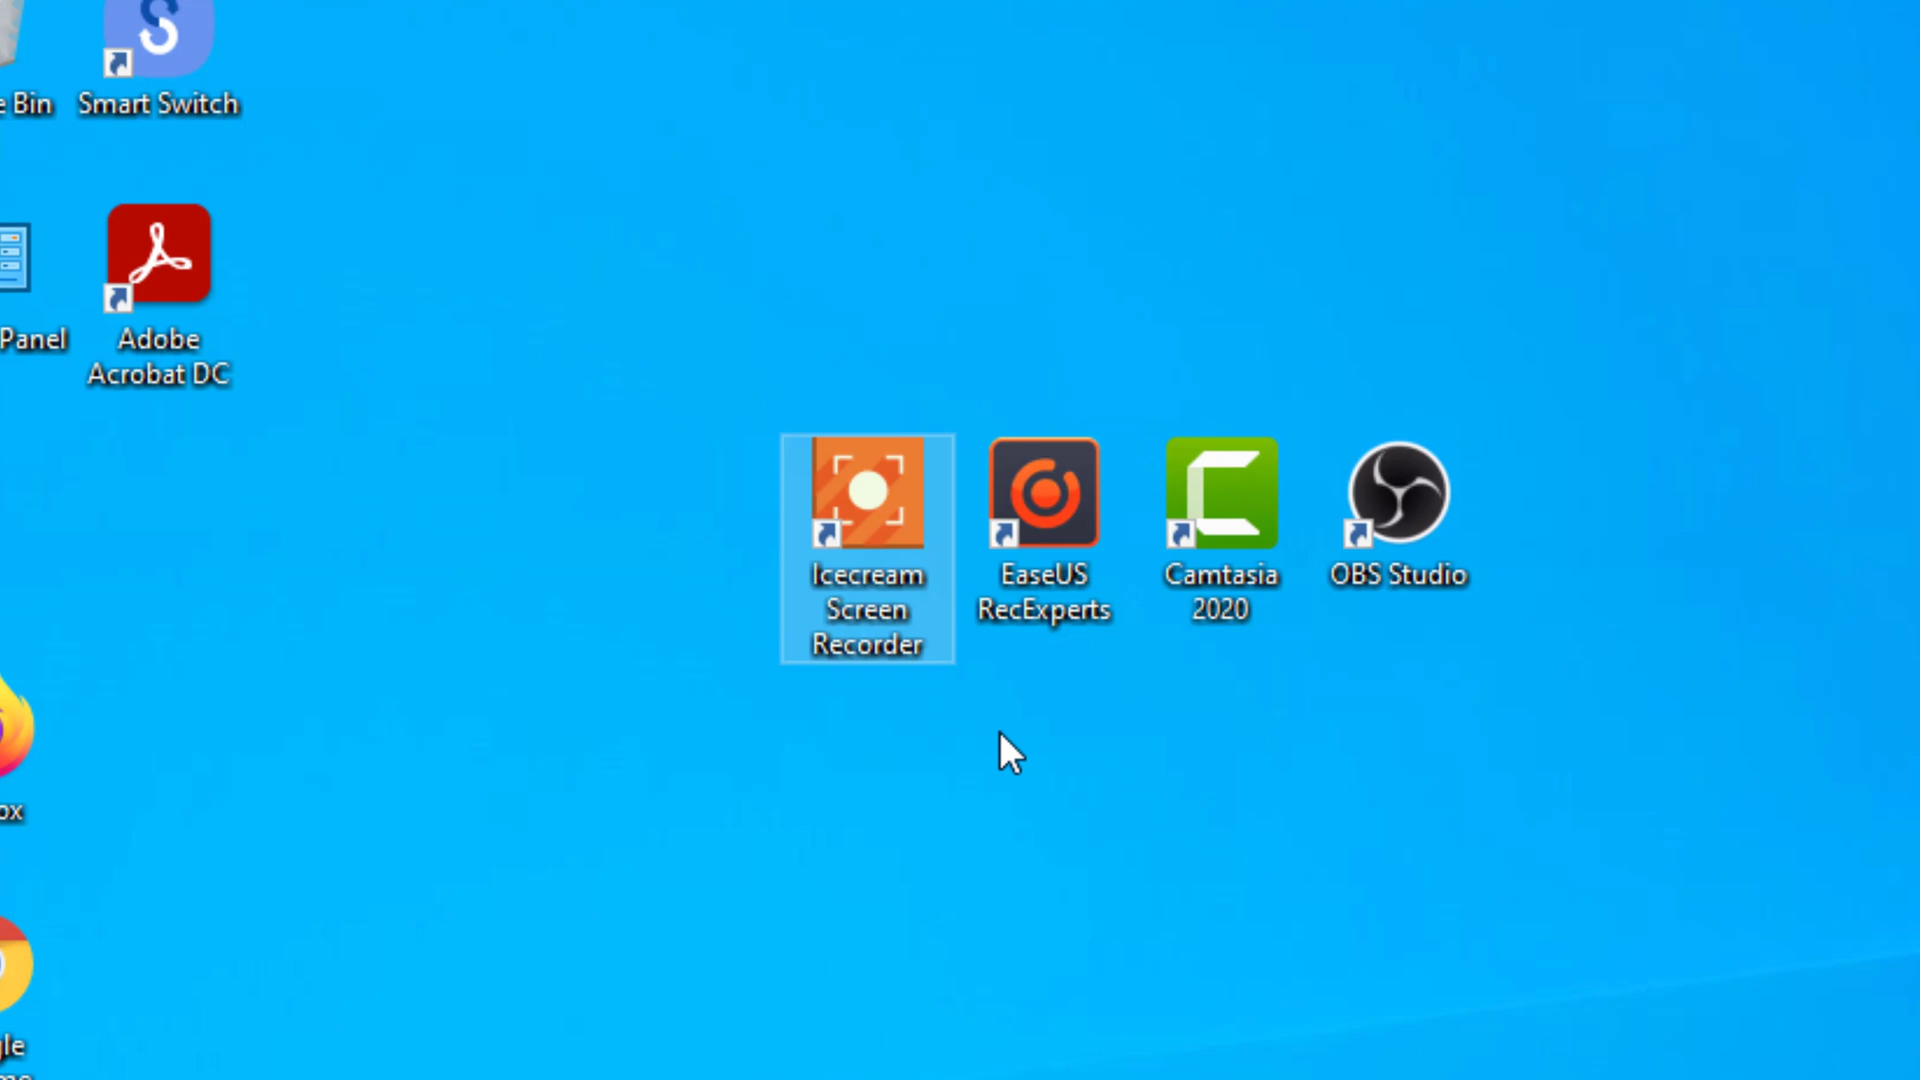 e Bin
Smart Switch
Panel
Adobe
Acrobat DC
Icecream
Screen
Recorder
EaseUS
RecExperts
Camtasia
2020
OBS Studio
ox
gle